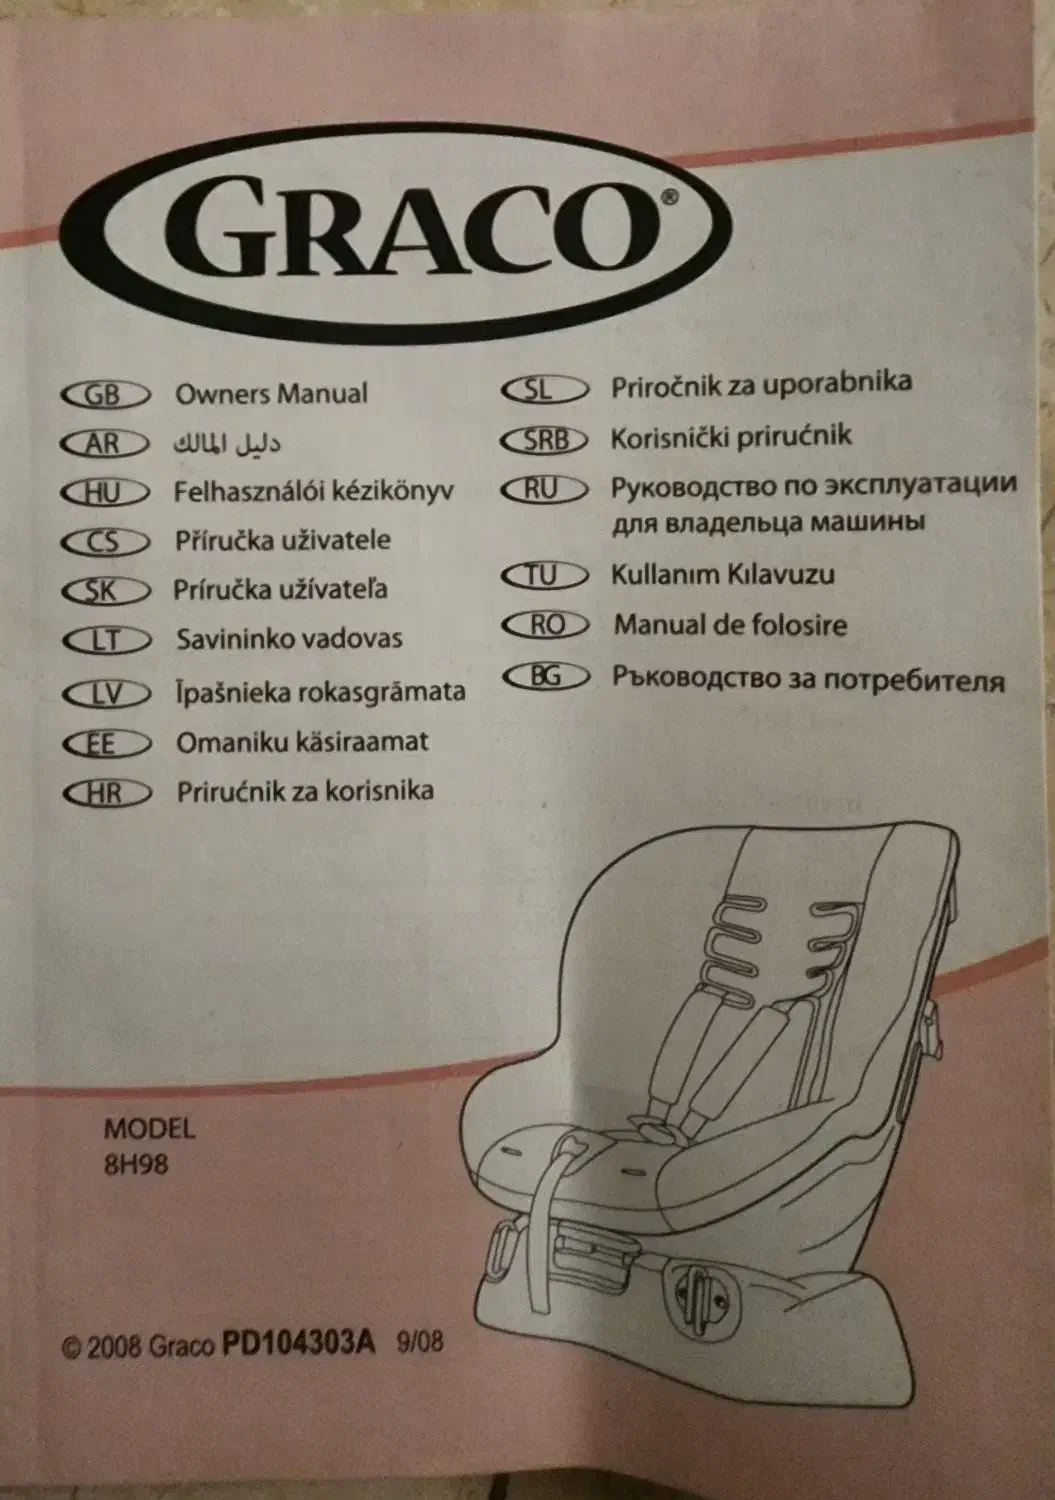 GRACO®
GB Owners Manual
AR دليل المالك
HU Felhasználói kézikönyv
CS Příručka uživatele
SK Príručka užívateľa
LT Savininko vadovas
LV Īpašnieka rokasgrāmata
EE Omaniku käsiraamat
HR Prirućnik za korisnika
SL Priročnik za uporabnika
SRB Korisnički prirućnik
RU Руководство по эксплуатации
для владельца машины
TU Kullanım Kılavuzu
RO Manual de folosire
BG Ръководство за потребителя
MODEL
8H98
© 2008 Graco PD104303A 9/08